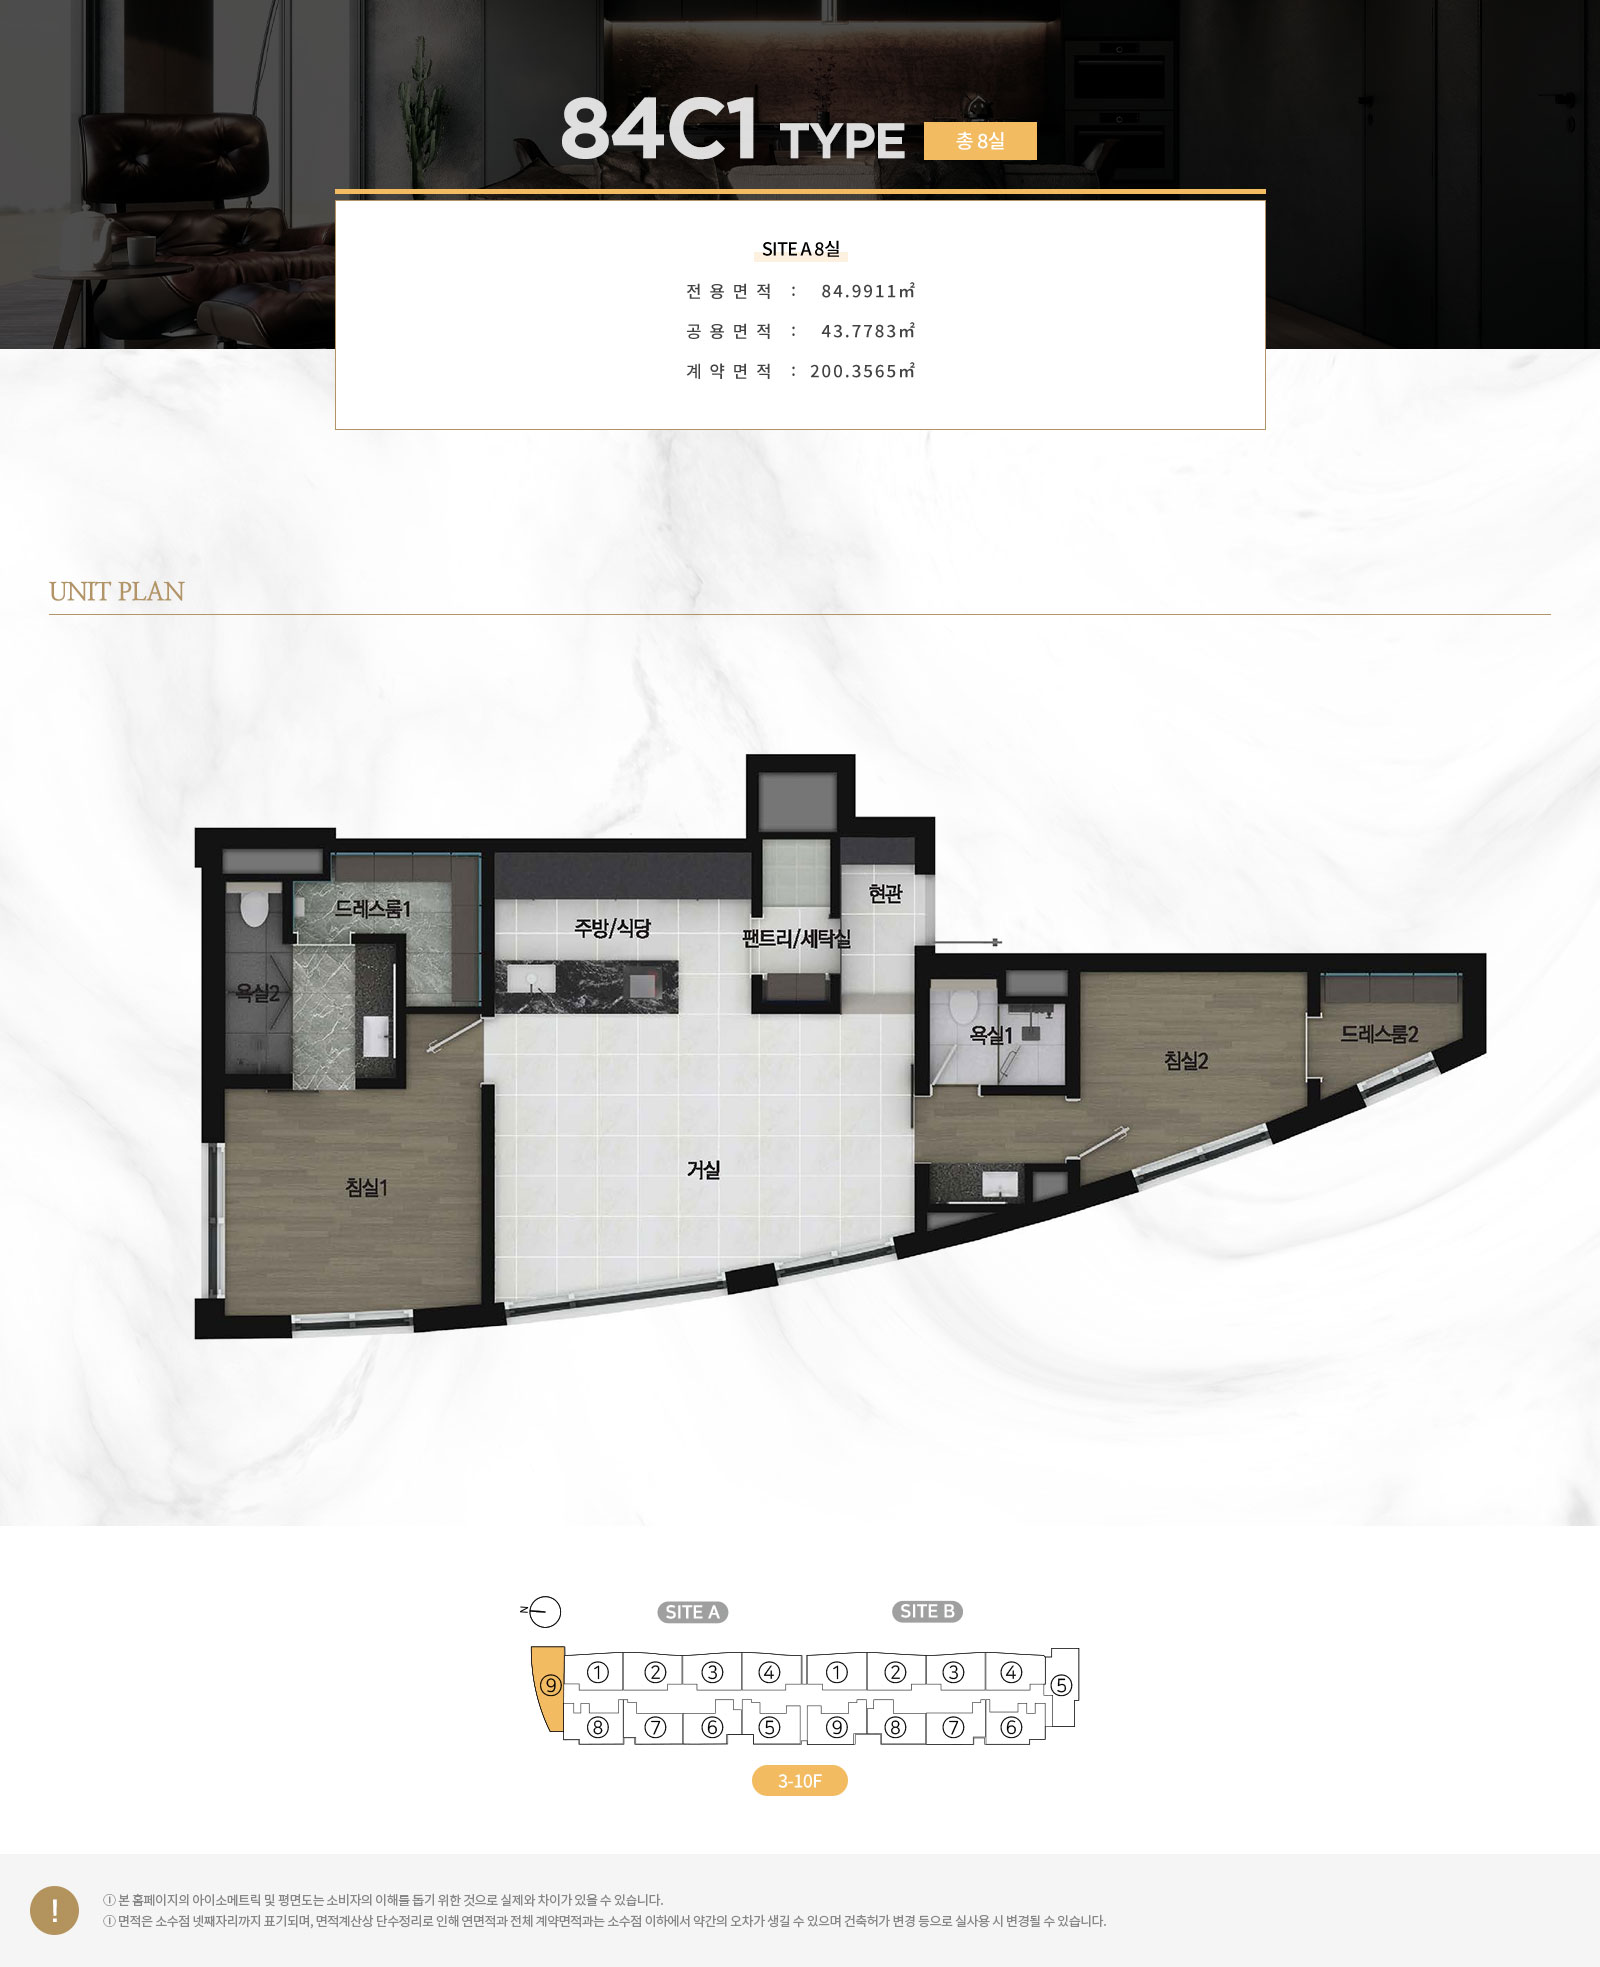 84C1 TYPE 총 8실
SITE A 8실
전용면적 : 84.9911㎡
공용면적 : 43.7783㎡
계약면적 : 200.3565㎡
UNIT PLAN
현관
드레스룸1
주방/식당
팬트리/세탁실
욕실2
욕실1
드레스룸2
침실2
거실
침실1
N
SITE A SITE B
① ② ③ ④ ① ② ③ ④
⑨ ⑤
⑧ ⑦ ⑥ ⑤ ⑨ ⑧ ⑦ ⑥
3-10F
! ⓘ 본 홈페이지의 아이소메트릭 및 평면도는 소비자의 이해를 돕기 위한 것으로 실제와 차이가 있을 수 있습니다.
ⓘ 면적은 소수점 넷째자리까지 표기되며, 면적계산상 단수정리로 인해 연면적과 전체 계약면적과는 소수점 이하에서 약간의 오차가 생길 수 있으며 건축허가 변경 등으로 실사용 시 변경될 수 있습니다.